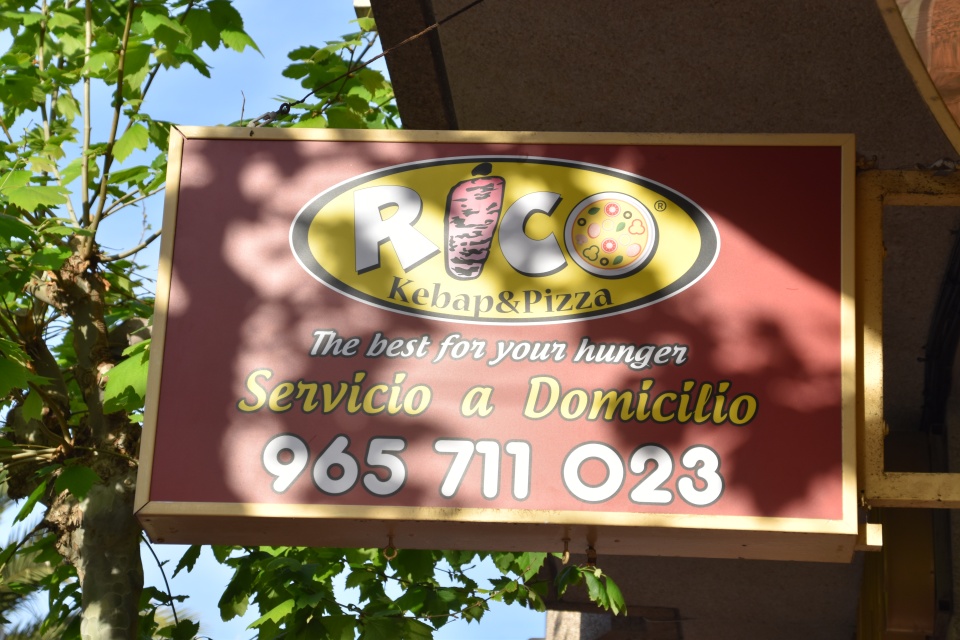 RICO®
Kebap&Pizza
The best for your hunger
Servicio a Domicilio
965 711 023